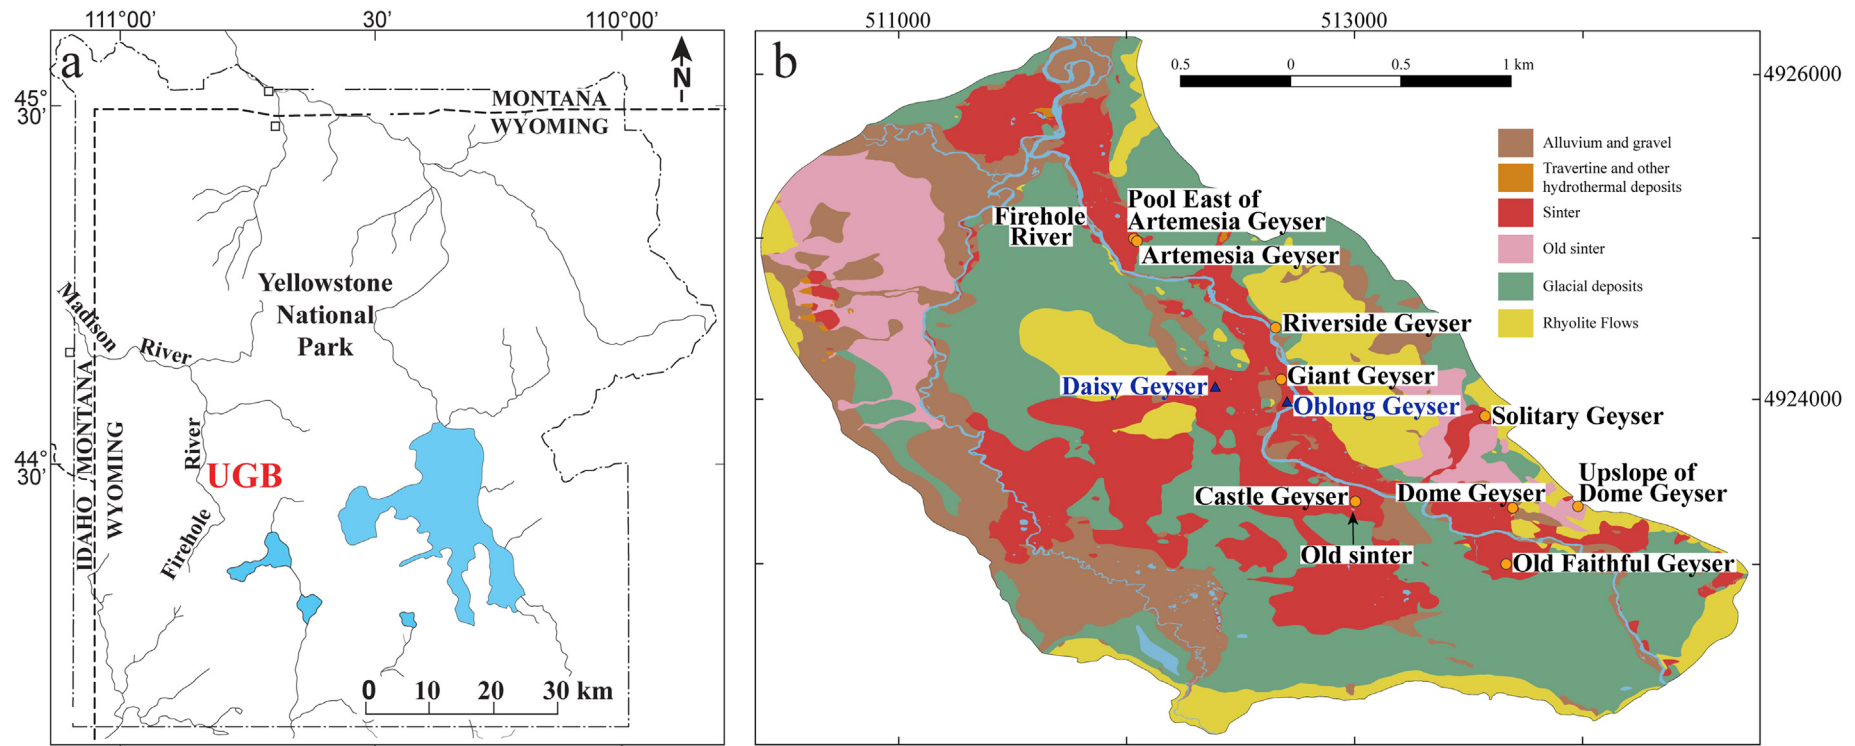 111°00'
30'
110°00'
a
N
45°
30'
MONTANA
WYOMING
Yellowstone
National
Park
Madison
River
IDAHO
MONTANA
WYOMING
River
Firehole
UGB
44°
30'
0 10 20 30 km
511000
513000
b
0.5 0 0.5 1 km
4926000
4924000
Alluvium and gravel
Travertine and other
hydrothermal deposits
Sinter
Old sinter
Glacial deposits
Rhyolite Flows
Pool East of
Artemesia Geyser
Artemesia Geyser
Firehole
River
Riverside Geyser
Giant Geyser
Daisy Geyser
Oblong Geyser
Solitary Geyser
Upslope of
Dome Geyser
Castle Geyser
Dome Geyser
Old sinter
Old Faithful Geyser